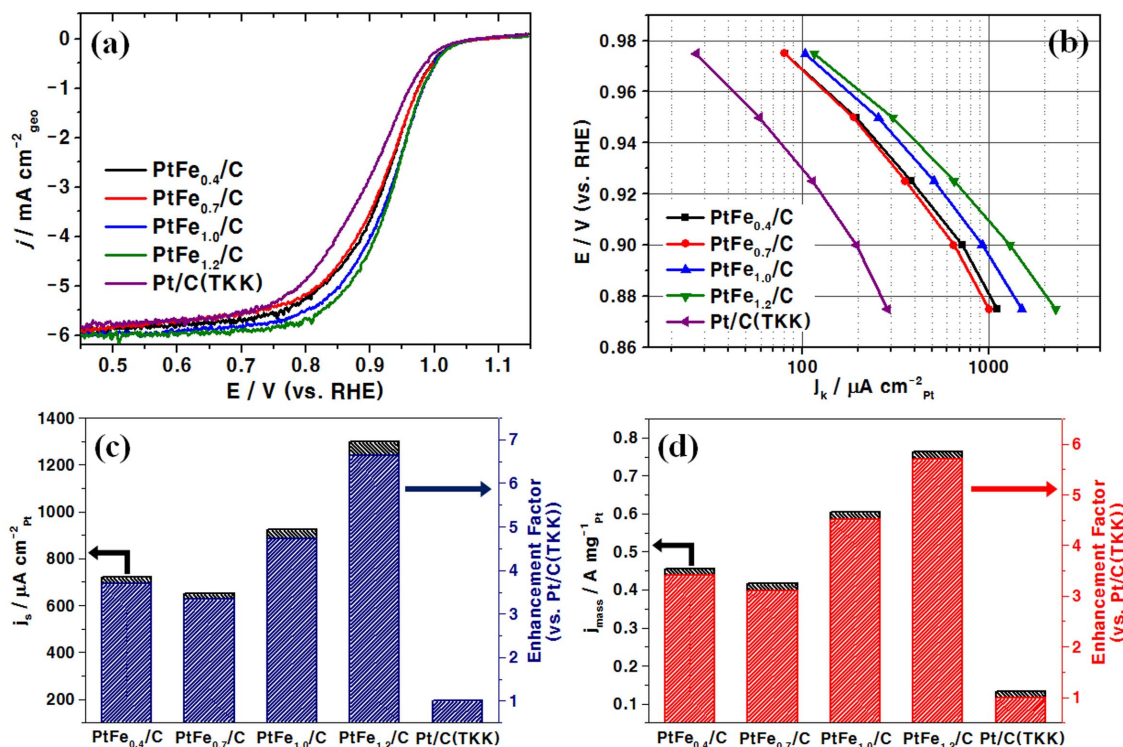 (a)
j / mA cm⁻²geo
0
-1
-2
-3
-4
-5
-6
PtFe0.4/C
PtFe0.7/C
PtFe1.0/C
PtFe1.2/C
Pt/C(TKK)
0.5 0.6 0.7 0.8 0.9 1.0 1.1
E / V (vs. RHE)
(b)
E / V (vs. RHE)
0.98
0.96
0.94
0.92
0.90
0.88
0.86
PtFe0.4/C
PtFe0.7/C
PtFe1.0/C
PtFe1.2/C
Pt/C(TKK)
100 1000
Jk / μA cm⁻²Pt
(c)
js / μA cm⁻²Pt
1400
1200
1000
800
600
400
200
7
6
5
4
3
2
1
Enhancement Factor
(vs. Pt/C(TKK))
PtFe0.4/C PtFe0.7/C PtFe1.0/C PtFe1.2/C Pt/C(TKK)
(d)
jmass / A mg⁻¹Pt
0.8
0.7
0.6
0.5
0.4
0.3
0.2
0.1
6
5
4
3
2
1
Enhancement Factor
(vs. Pt/C(TKK))
PtFe0.4/C PtFe0.7/C PtFe1.0/C PtFe1.2/C Pt/C(TKK)